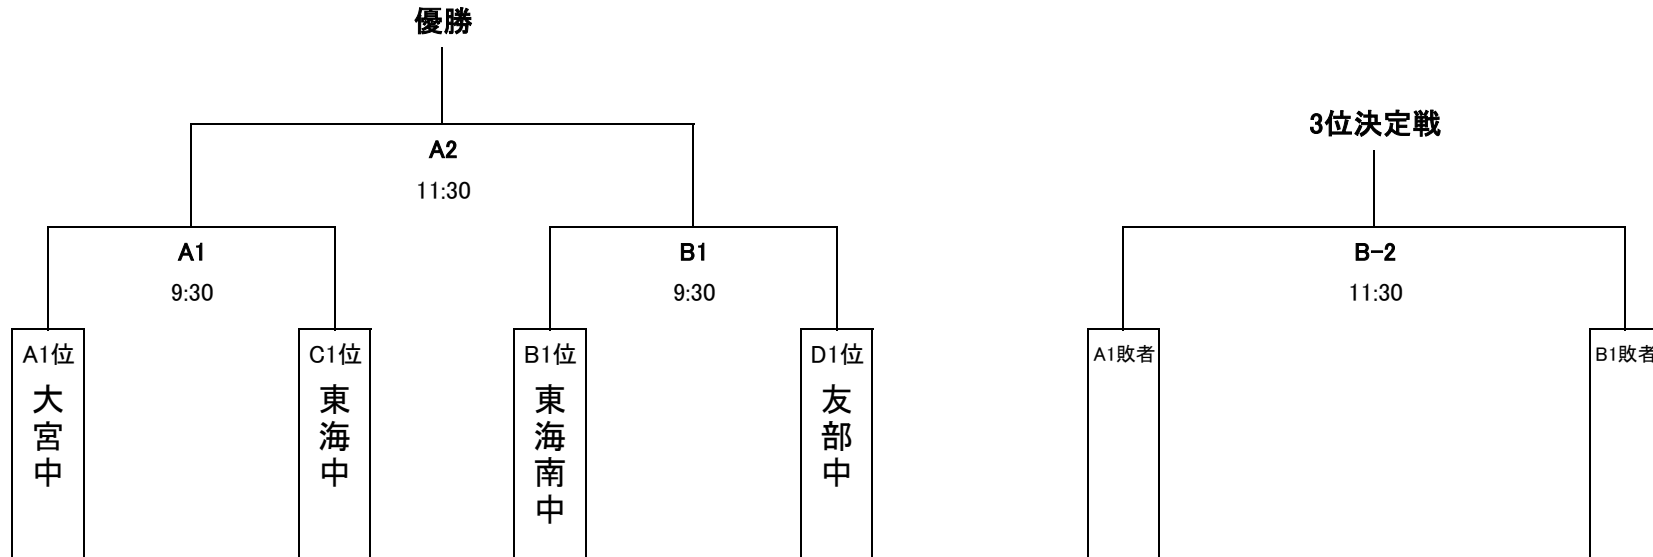 優勝
3位決定戦
A2
11:30
A1
9:30
B1
9:30
B-2
11:30
A1位
大宮中
C1位
東海中
B1位
東海南中
D1位
友部中
A1敗者
B1敗者